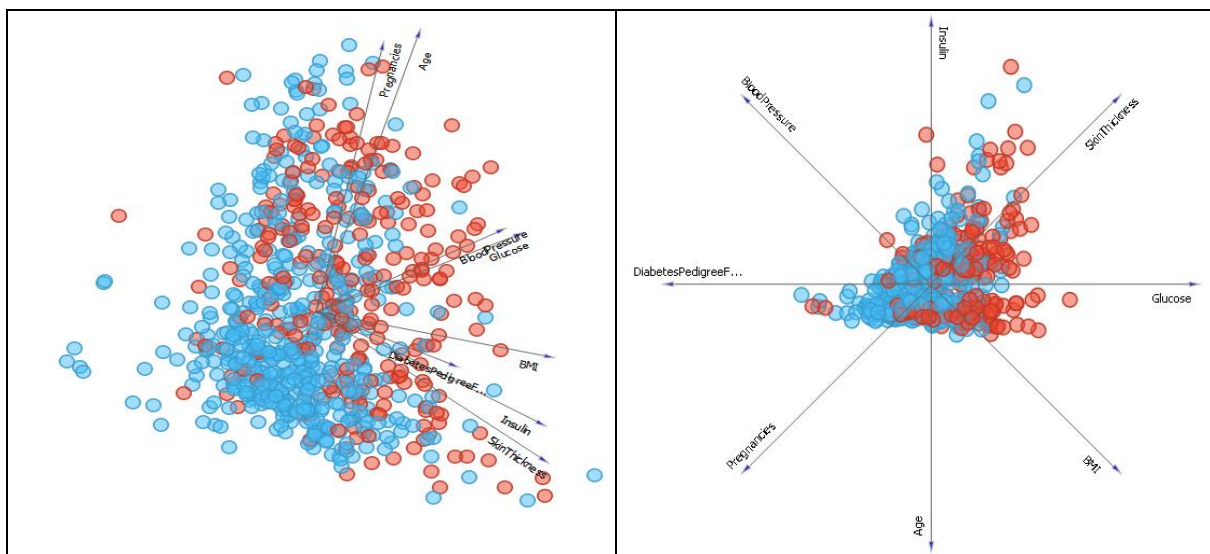 Pregnancies
Age
BloodPressure
Glucose
BMI
DiabetesPedigreeF...
Insulin
SkinThickness
Insulin
BloodPressure
SkinThickness
DiabetesPedigreeF...
Glucose
Pregnancies
BMI
Age